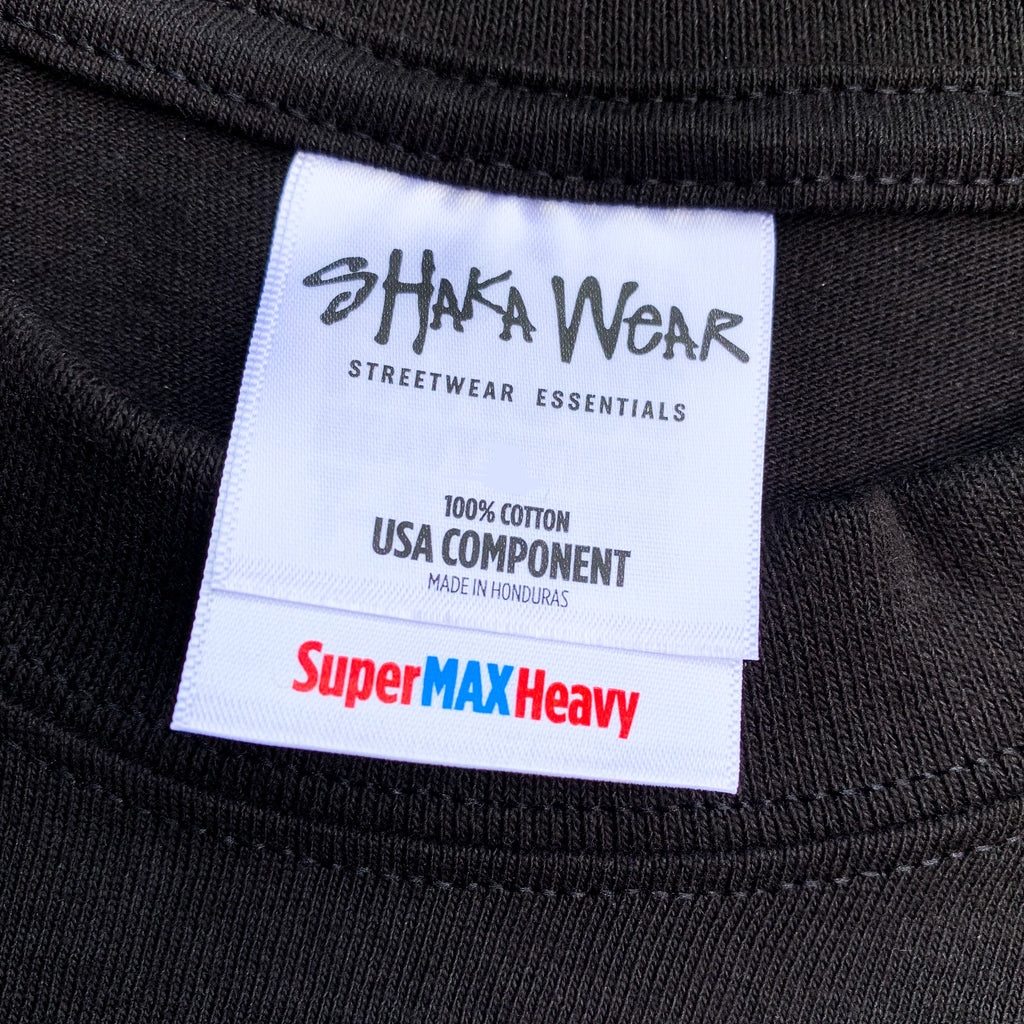 SHAKA WEAR
STREETWEAR ESSENTIALS
100% COTTON
USA COMPONENT
MADE IN HONDURAS
SuperMAXHeavy